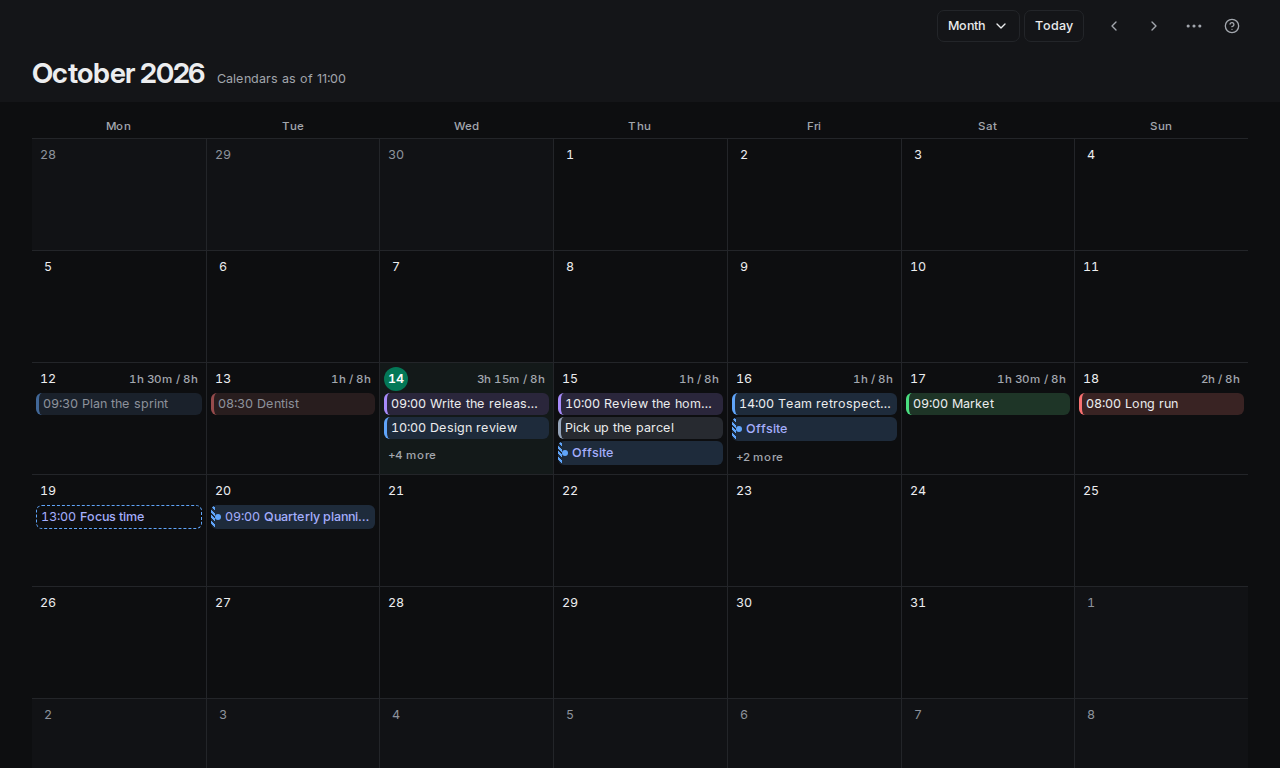 Month Today
October 2026 Calendars as of 11:00
Mon Tue Wed Thu Fri Sat Sun
28 29 30 1 2 3 4
5 6 7 8 9 10 11
12 1h 30m / 8h 13 1h / 8h 14 3h 15m / 8h 15 1h / 8h 16 1h / 8h 17 1h 30m / 8h 18 2h / 8h
09:30 Plan the sprint 08:30 Dentist 09:00 Write the releas... 10:00 Review the hom... 14:00 Team retrospect... 09:00 Market 08:00 Long run
10:00 Design review Pick up the parcel Offsite
+4 more Offsite +2 more
19 20 21 22 23 24 25
13:00 Focus time 09:00 Quarterly planni...
26 27 28 29 30 31 1
2 3 4 5 6 7 8